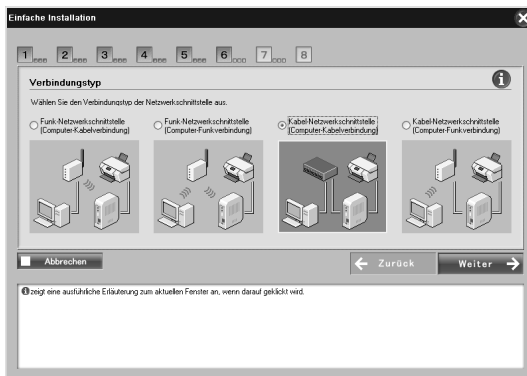 Einfache Installation
1 2 3 4 5 6 7 8
Verbindungstyp
Wählen Sie den Verbindungstyp der Netzwerkschnittstelle aus.
Funk-Netzwerkschnittstelle
(Computer-Kabelverbindung)
Funk-Netzwerkschnittstelle
(Computer-Funkverbindung)
Kabel-Netzwerkschnittstelle
(Computer-Kabelverbindung)
Kabel-Netzwerkschnittstelle
(Computer-Funkverbindung)
Abbrechen
Zurück
Weiter
zeigt eine ausführliche Erläuterung zum aktuellen Fenster an, wenn darauf geklickt wird.